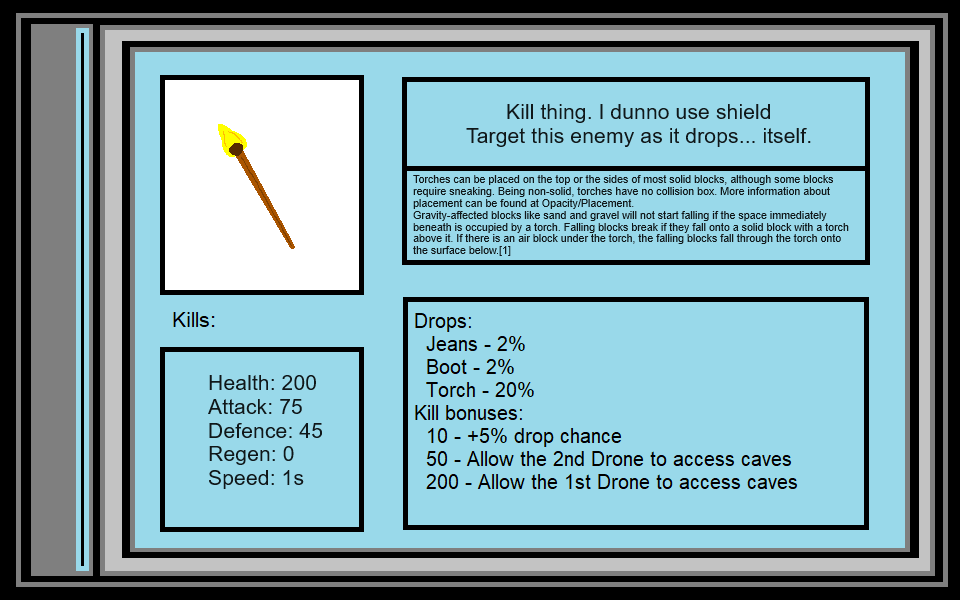 Kill thing. I dunno use shield
Target this enemy as it drops... itself.
Torches can be placed on the top or the sides of most solid blocks, although some blocks
require sneaking. Being non-solid, torches have no collision box. More information about
placement can be found at Opacity/Placement.
Gravity-affected blocks like sand and gravel will not start falling if the space immediately
beneath is occupied by a torch. Falling blocks break if they fall onto a solid block with a torch
above it. If there is an air block under the torch, the falling blocks fall through the torch onto
the surface below.[1]
Kills:
Health: 200
Attack: 75
Defence: 45
Regen: 0
Speed: 1s
Drops:
Jeans - 2%
Boot - 2%
Torch - 20%
Kill bonuses:
10 - +5% drop chance
50 - Allow the 2nd Drone to access caves
200 - Allow the 1st Drone to access caves